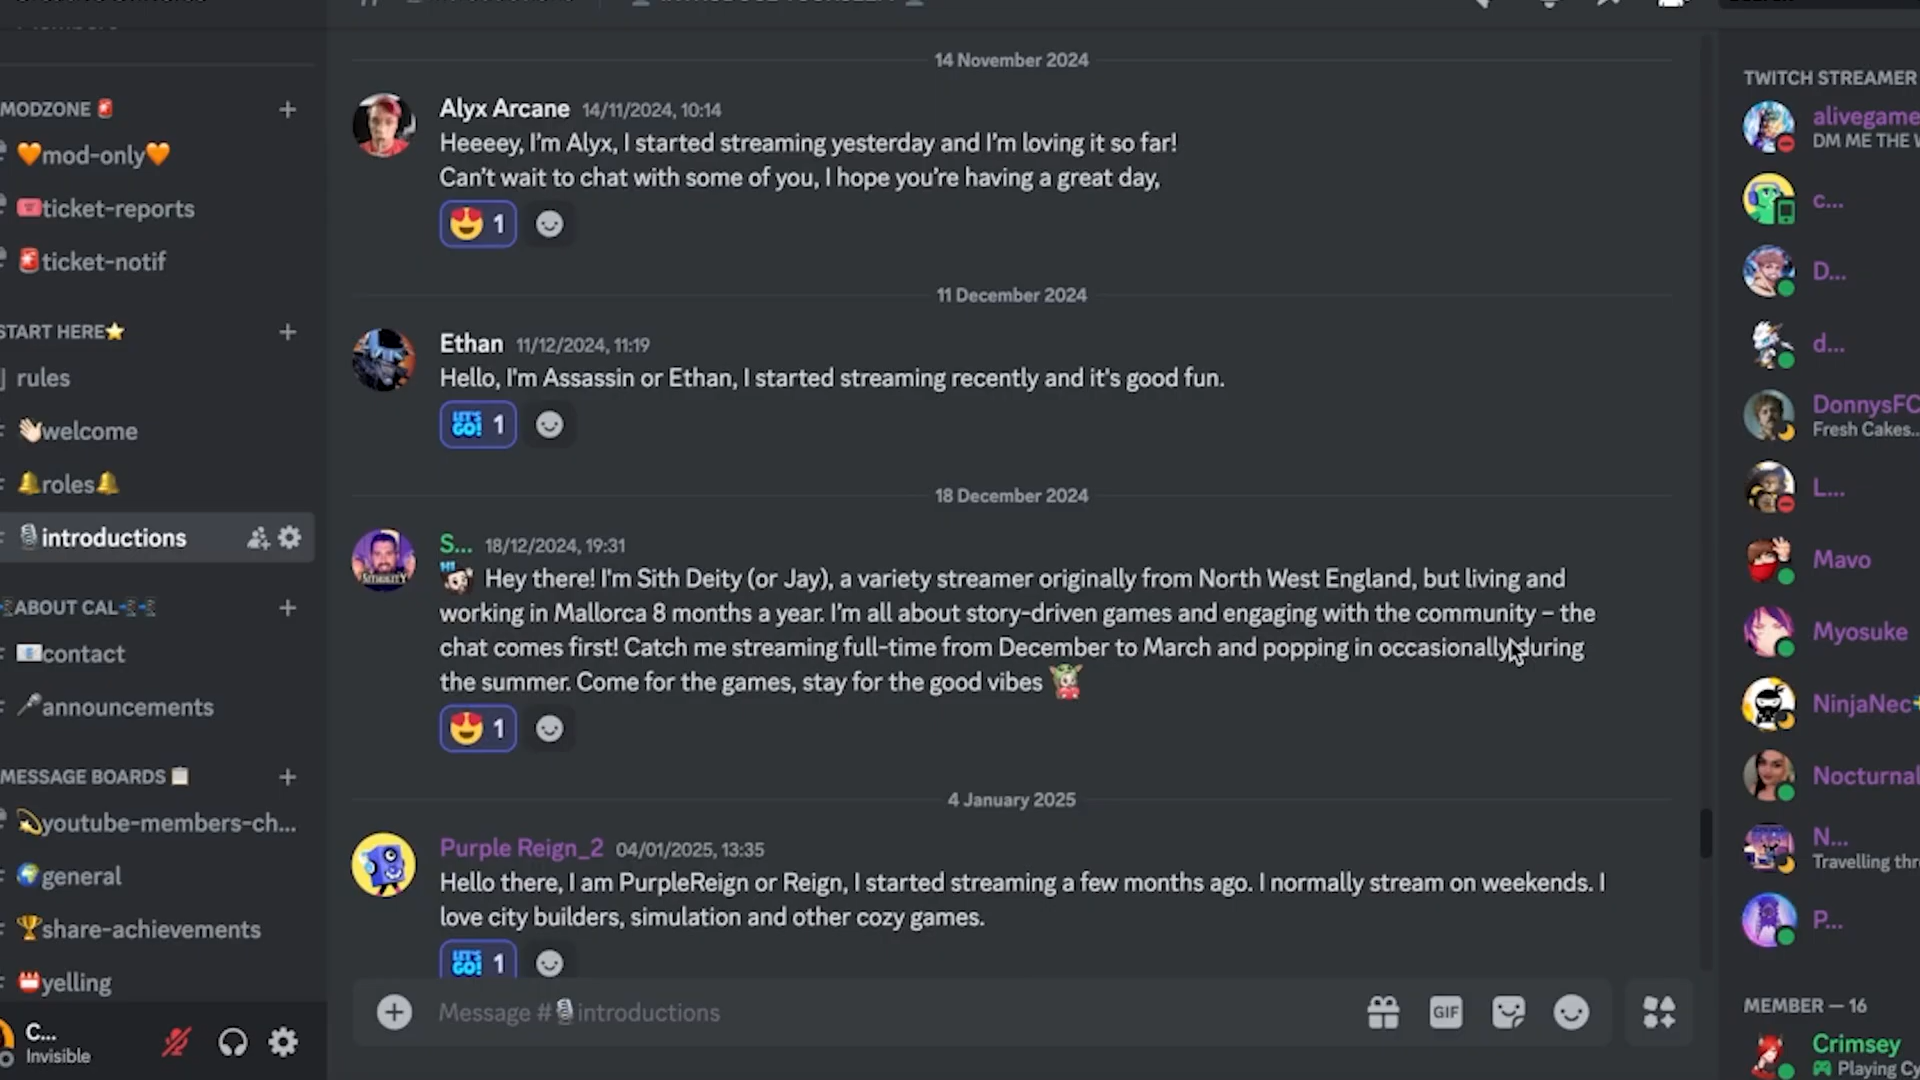 MODZONE
mod-only
ticket-reports
ticket-notif
START HERE
rules
welcome
roles
introductions
ABOUT CAL
contact
announcements
MESSAGE BOARDS
youtube-members-ch...
general
share-achievements
yelling
C...
Invisible
14 November 2024
Alyx Arcane 14/11/2024, 10:14
Heeeey, I'm Alyx, I started streaming yesterday and I'm loving it so far!
Can't wait to chat with some of you, I hope you're having a great day,
1
11 December 2024
Ethan 11/12/2024, 11:19
Hello, I'm Assassin or Ethan, I started streaming recently and it's good fun.
LET'S GO! 1
18 December 2024
S... 18/12/2024, 19:31
HI Hey there! I'm Sith Deity (or Jay), a variety streamer originally from North West England, but living and
working in Mallorca 8 months a year. I'm all about story-driven games and engaging with the community – the
chat comes first! Catch me streaming full-time from December to March and popping in occasionally during
the summer. Come for the games, stay for the good vibes
1
4 January 2025
Purple Reign_2 04/01/2025, 13:35
Hello there, I am PurpleReign or Reign, I started streaming a few months ago. I normally stream on weekends. I
love city builders, simulation and other cozy games.
LET'S GO! 1
Message # introductions
GIF
TWITCH STREAMER
alivegame
DM ME THE
c...
D...
d...
DonnysFC
Fresh Cakes...
L...
Mavo
Myosuke
NinjaNec
Nocturnal
N...
Travelling thr
P...
MEMBER — 16
Crimsey
Playing Cy